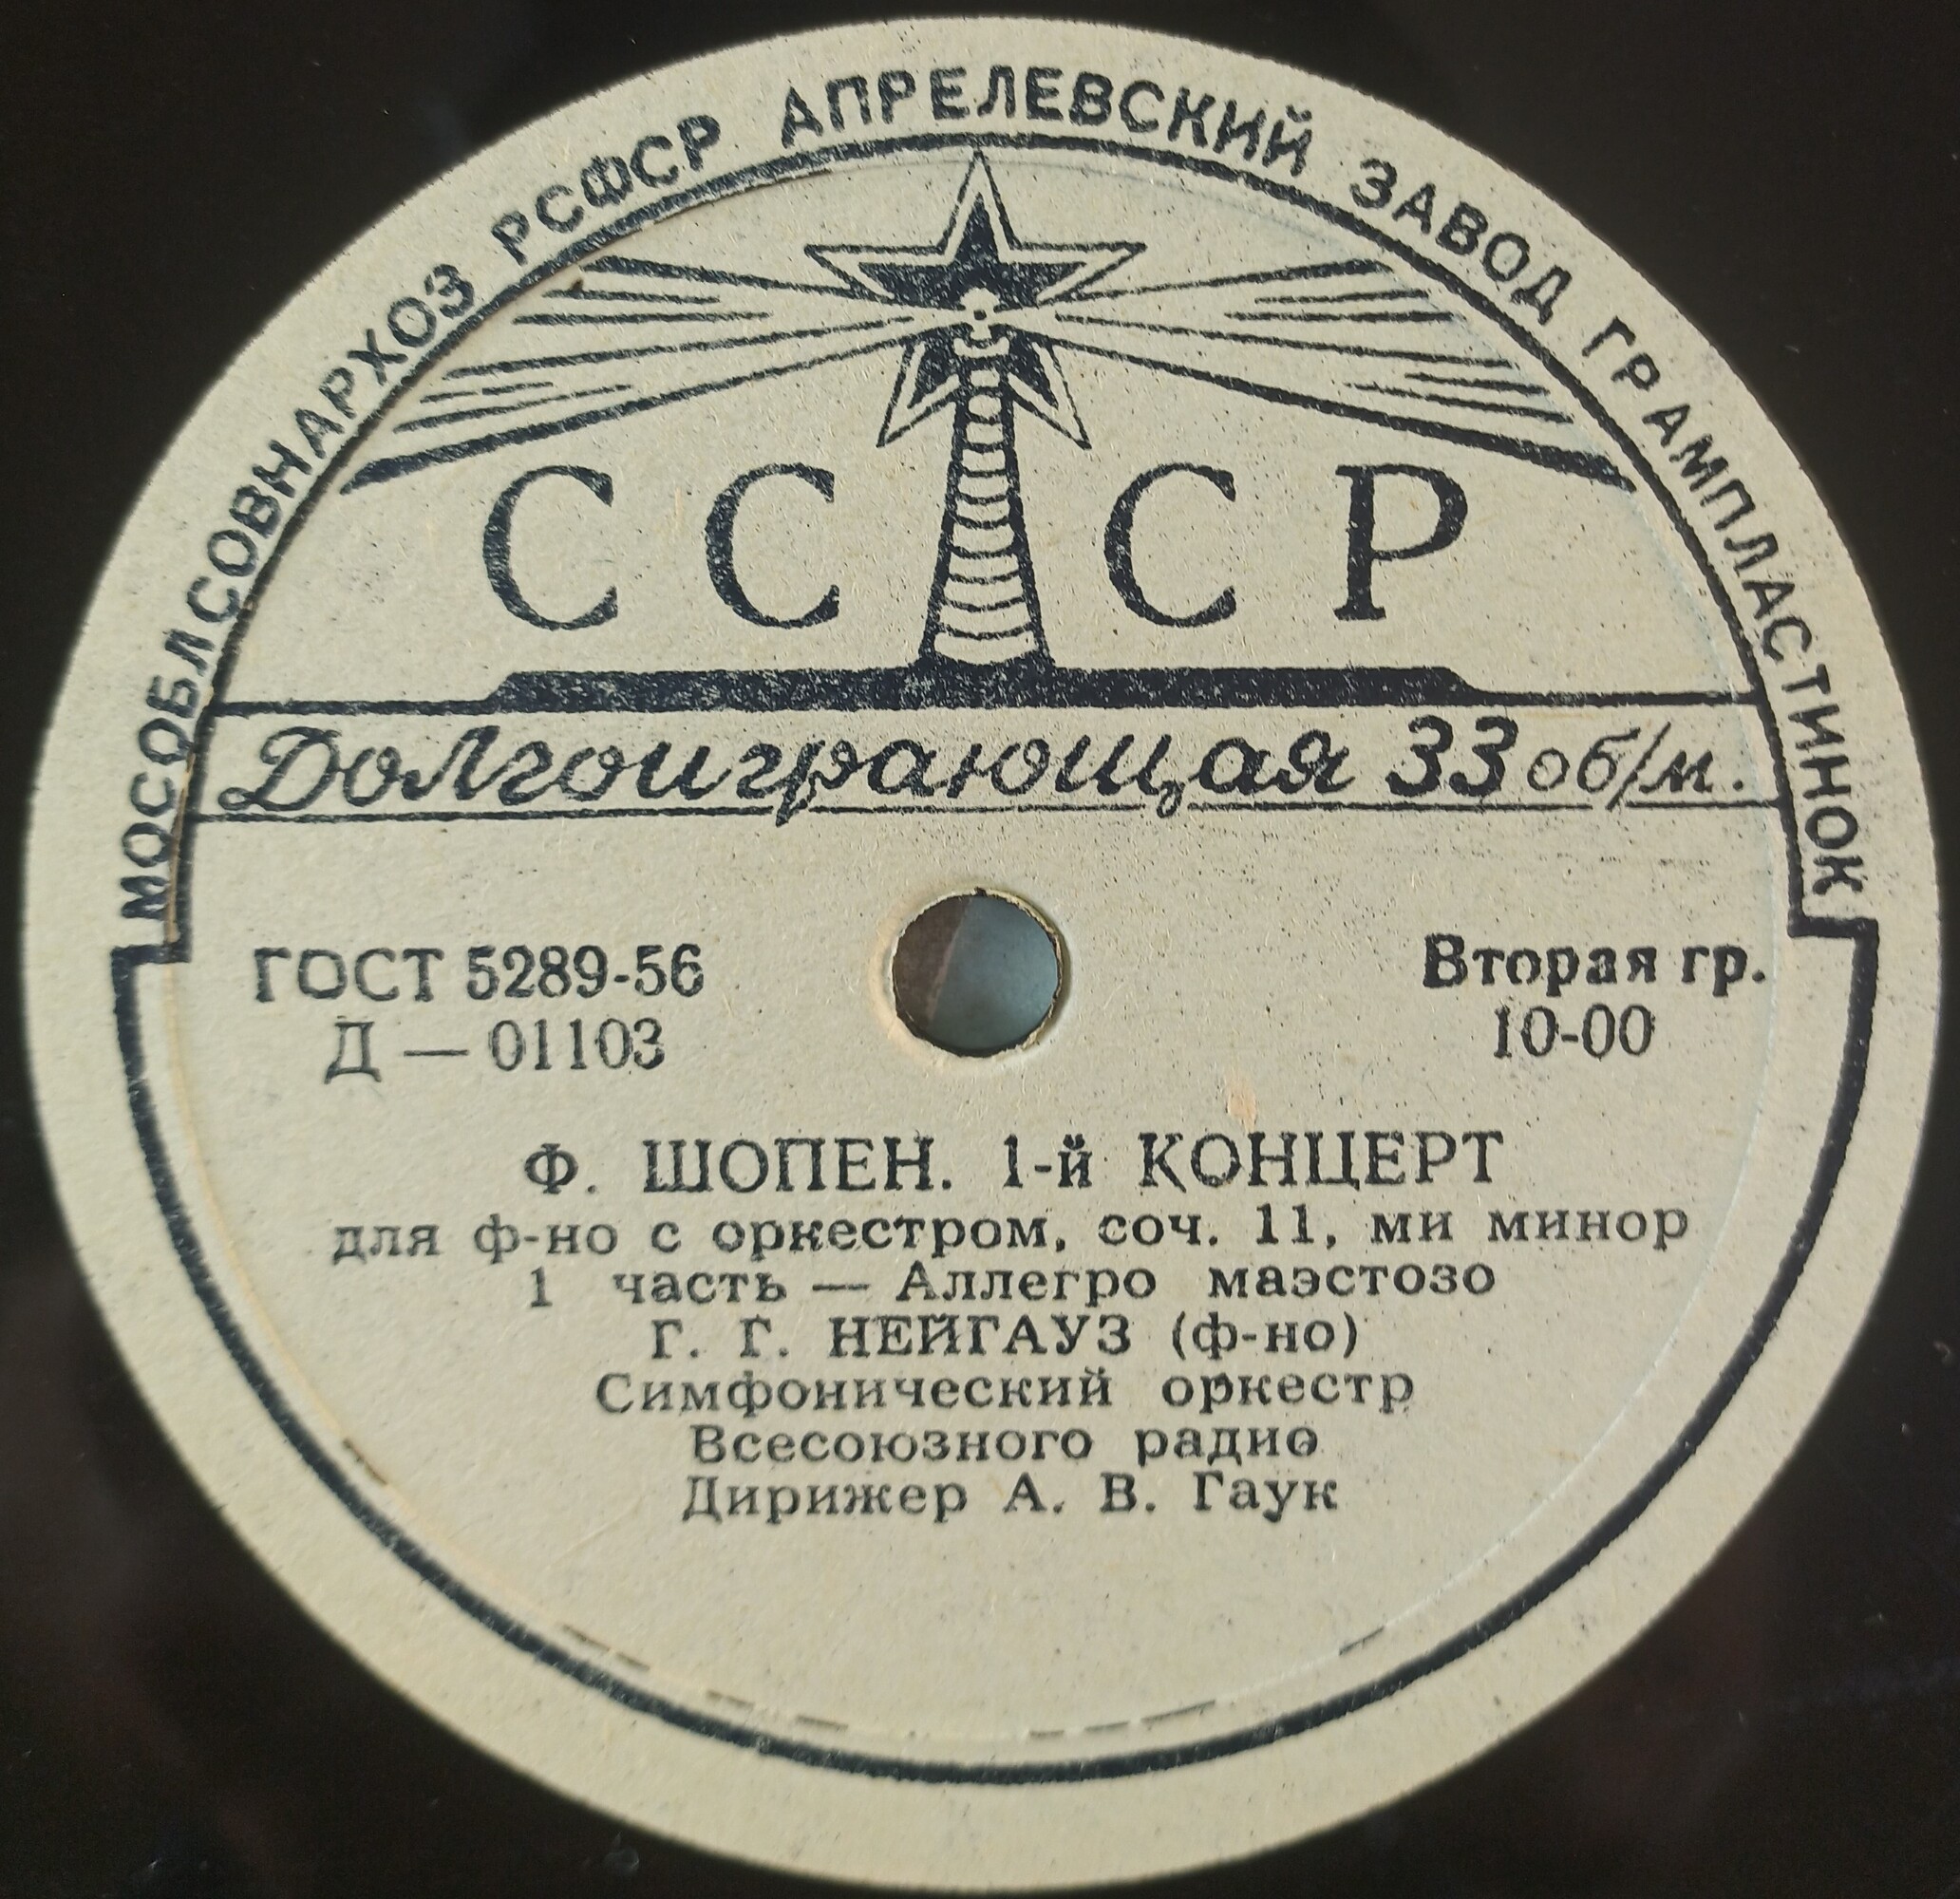 МОСОБЛСОВНАРХОЗ РСФСР АПРЕЛЕВСКИЙ ЗАВОД ГРАМПЛАСТИНОК
СССР
Долгоиграющая 33 об/м.
ГОСТ 5289-56
Д — 01103
Вторая гр.
10-00
Ф. ШОПЕН. 1-й КОНЦЕРТ
для ф-но с оркестром, соч. 11, ми минор
1 часть — Аллегро маэстозо
Г. Г. НЕЙГАУЗ (ф-но)
Симфонический оркестр
Всесоюзного радио
Дирижер А. В. Гаук